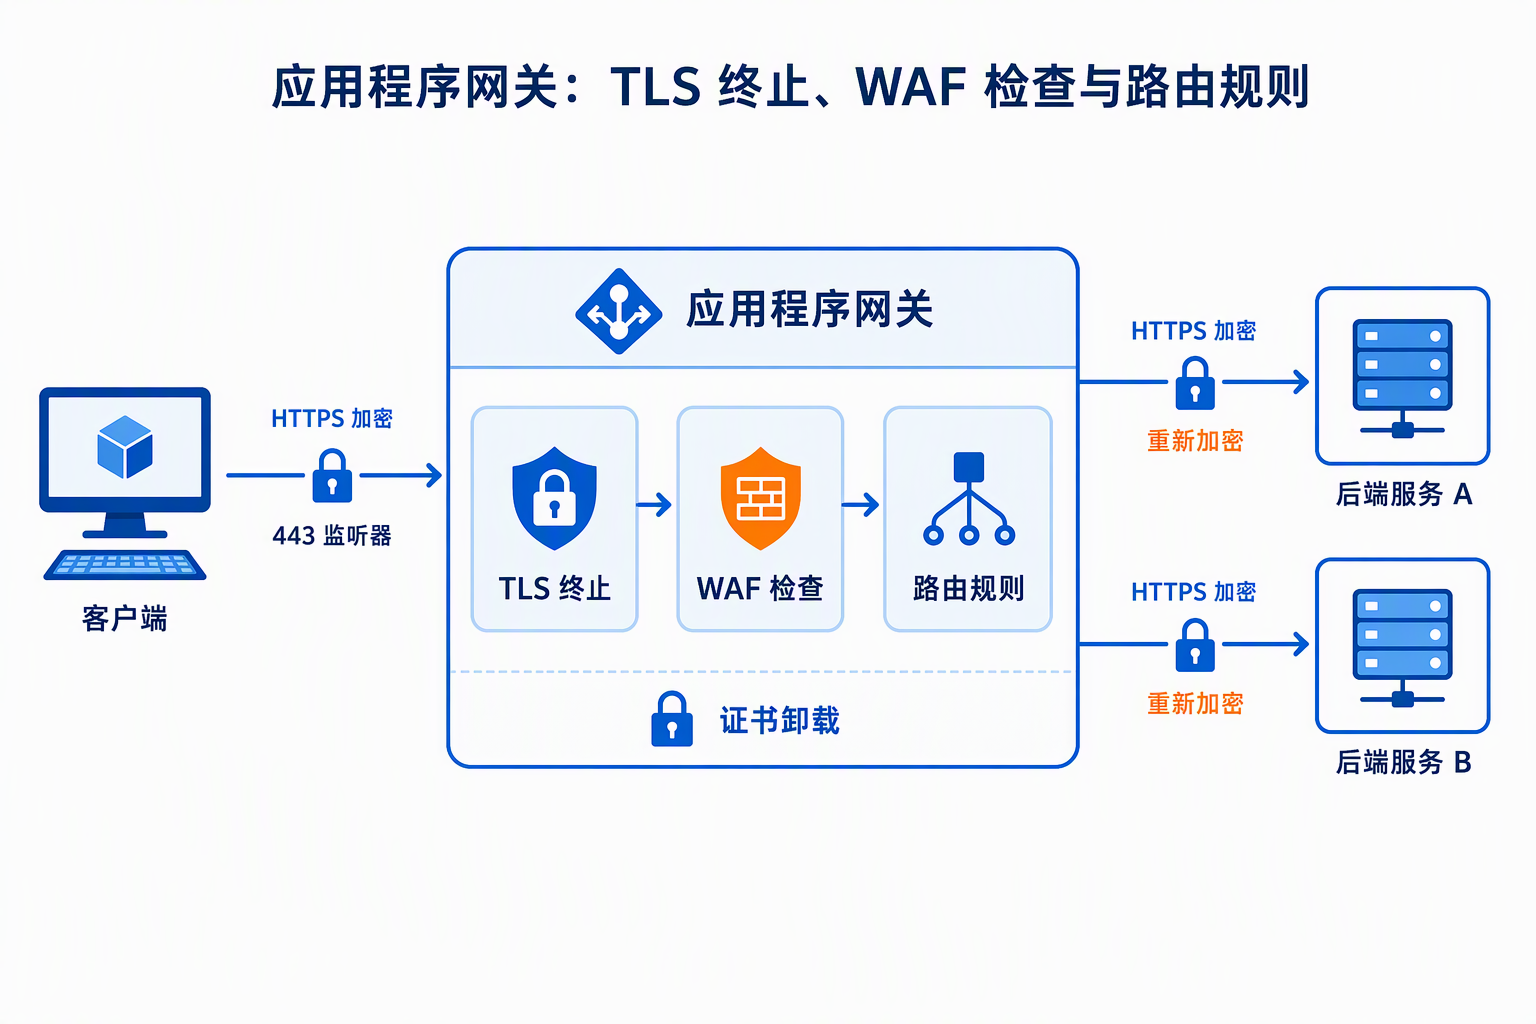 应用程序网关：TLS 终止、WAF 检查与路由规则
应用程序网关
HTTPS 加密
443 监听器
客户端
TLS 终止
WAF 检查
路由规则
证书卸载
HTTPS 加密
重新加密
后端服务 A
HTTPS 加密
重新加密
后端服务 B